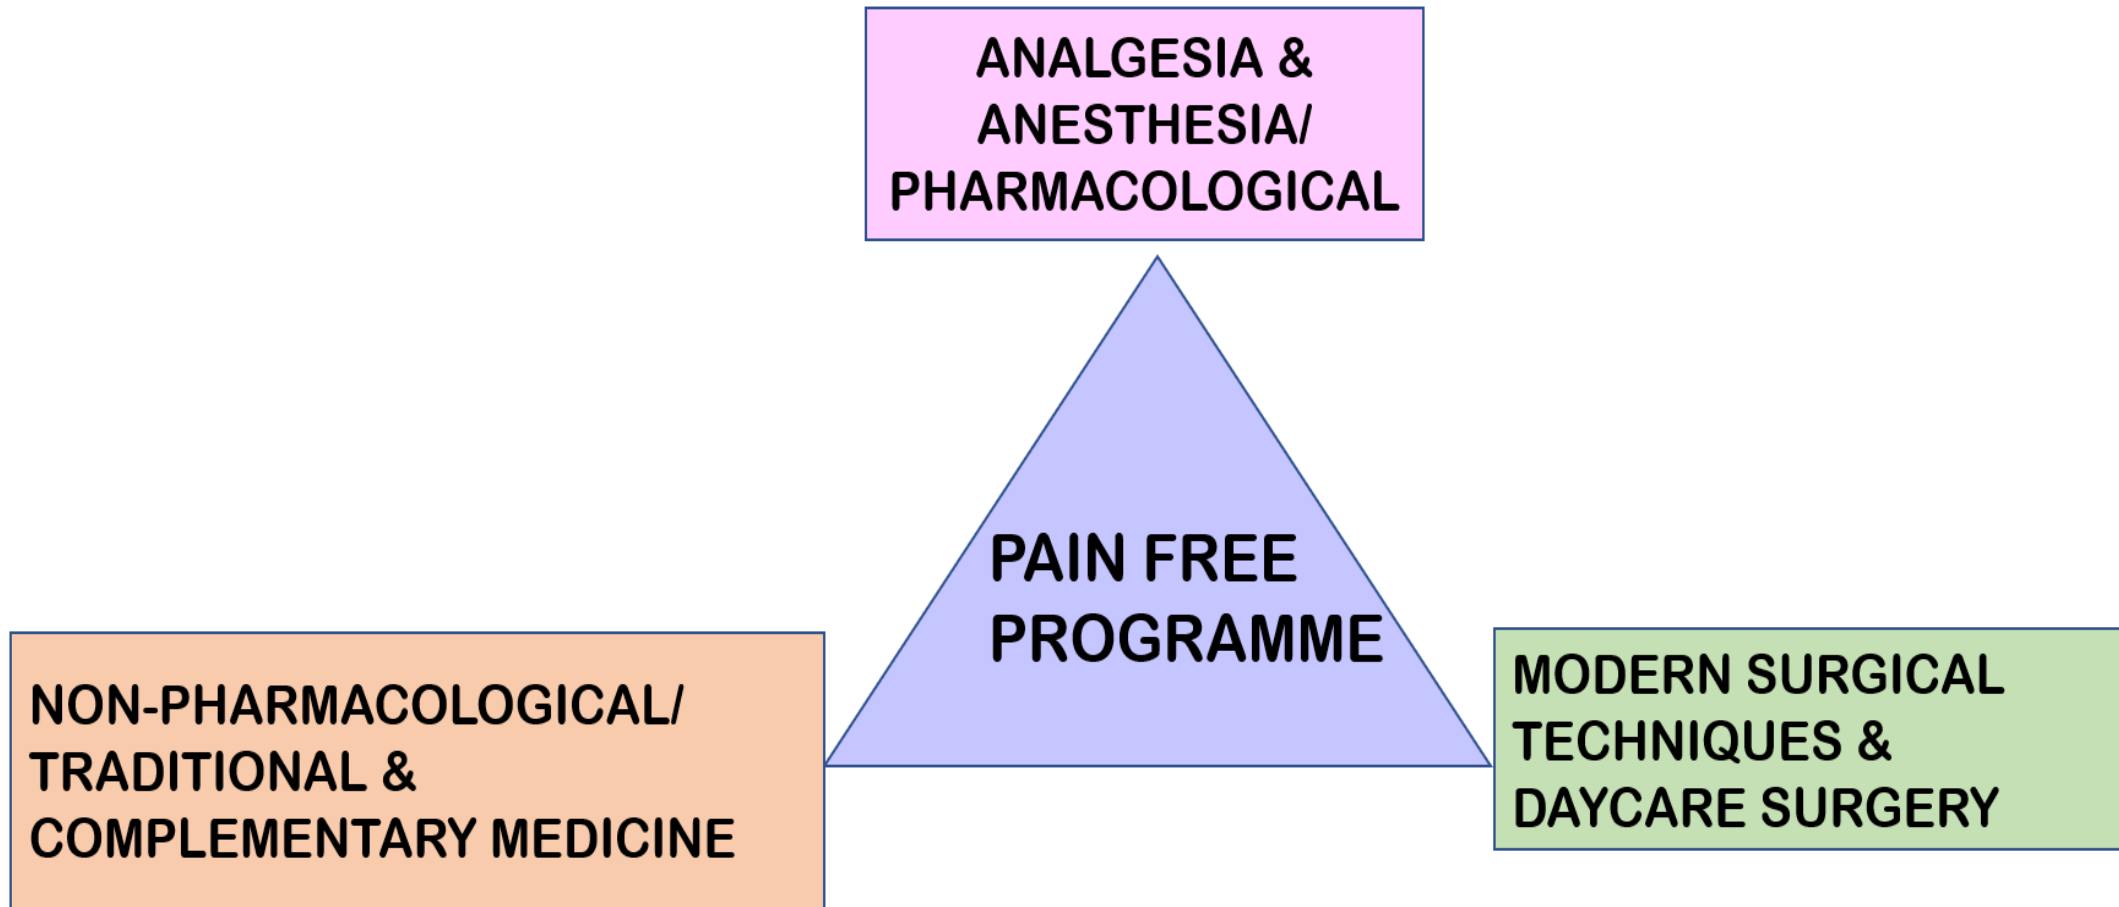 ANALGESIA &
ANESTHESIA/
PHARMACOLOGICAL
PAIN FREE
PROGRAMME
NON-PHARMACOLOGICAL/
TRADITIONAL &
COMPLEMENTARY MEDICINE
MODERN SURGICAL
TECHNIQUES &
DAYCARE SURGERY